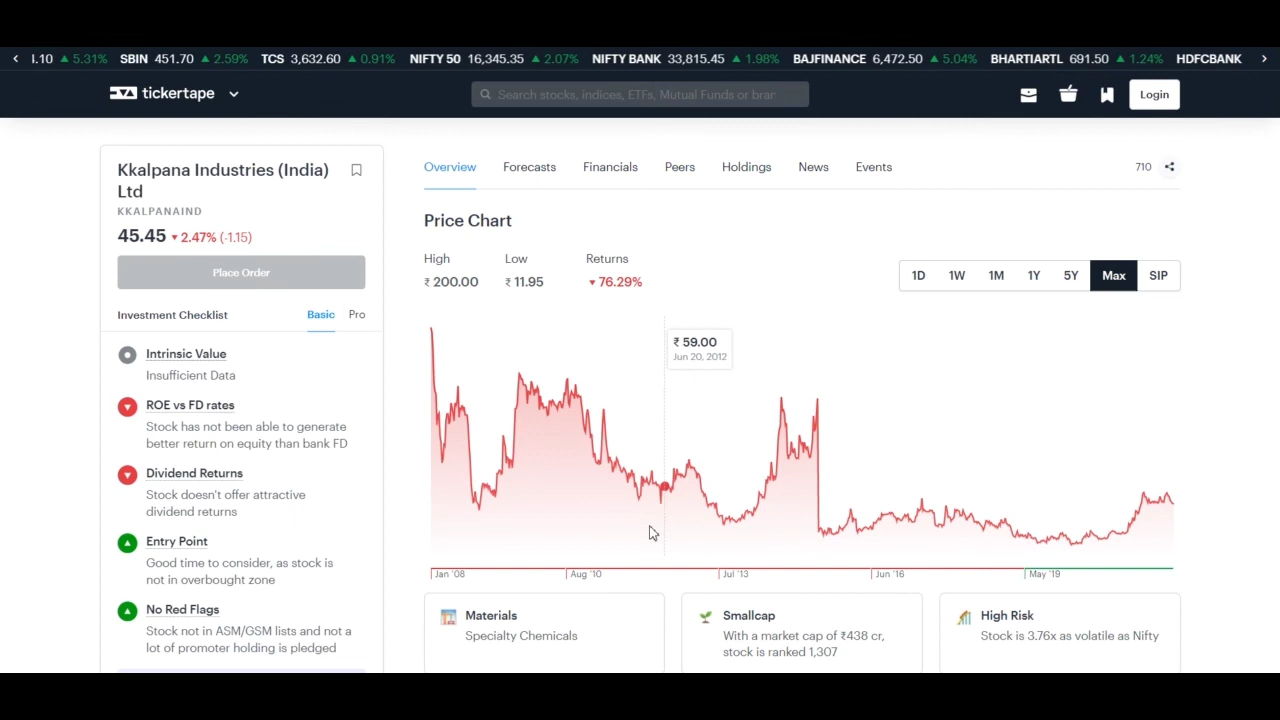 I.10 ▲ 5.31% SBIN 451.70 ▲ 2.59% TCS 3,632.60 ▲ 0.91% NIFTY 50 16,345.35 ▲ 2.07% NIFTY BANK 33,815.45 ▲ 1.98% BAJFINANCE 6,472.50 ▲ 5.04% BHARTIARTL 691.50 ▲ 1.24% HDFCBANK
tickertape
Search stocks, indices, ETFs, Mutual Funds or bran
Login
Kkalpana Industries (India)
Ltd
KKALPANAIND
45.45 ▼ 2.47% (-1.15)
Place Order
Investment Checklist Basic Pro
Intrinsic Value
Insufficient Data
ROE vs FD rates
Stock has not been able to generate
better return on equity than bank FD
Dividend Returns
Stock doesn't offer attractive
dividend returns
Entry Point
Good time to consider, as stock is
not in overbought zone
No Red Flags
Stock not in ASM/GSM lists and not a
lot of promoter holding is pledged
Overview Forecasts Financials Peers Holdings News Events 710
Price Chart
High Low Returns
₹ 200.00 ₹ 11.95 ▼ 76.29%
1D 1W 1M 1Y 5Y Max SIP
₹ 59.00
Jun 20, 2012
Jan '08 Aug '10 Jul '13 Jun '16 May '19
Materials
Specialty Chemicals
Smallcap
With a market cap of ₹438 cr,
stock is ranked 1,307
High Risk
Stock is 3.76x as volatile as Nifty